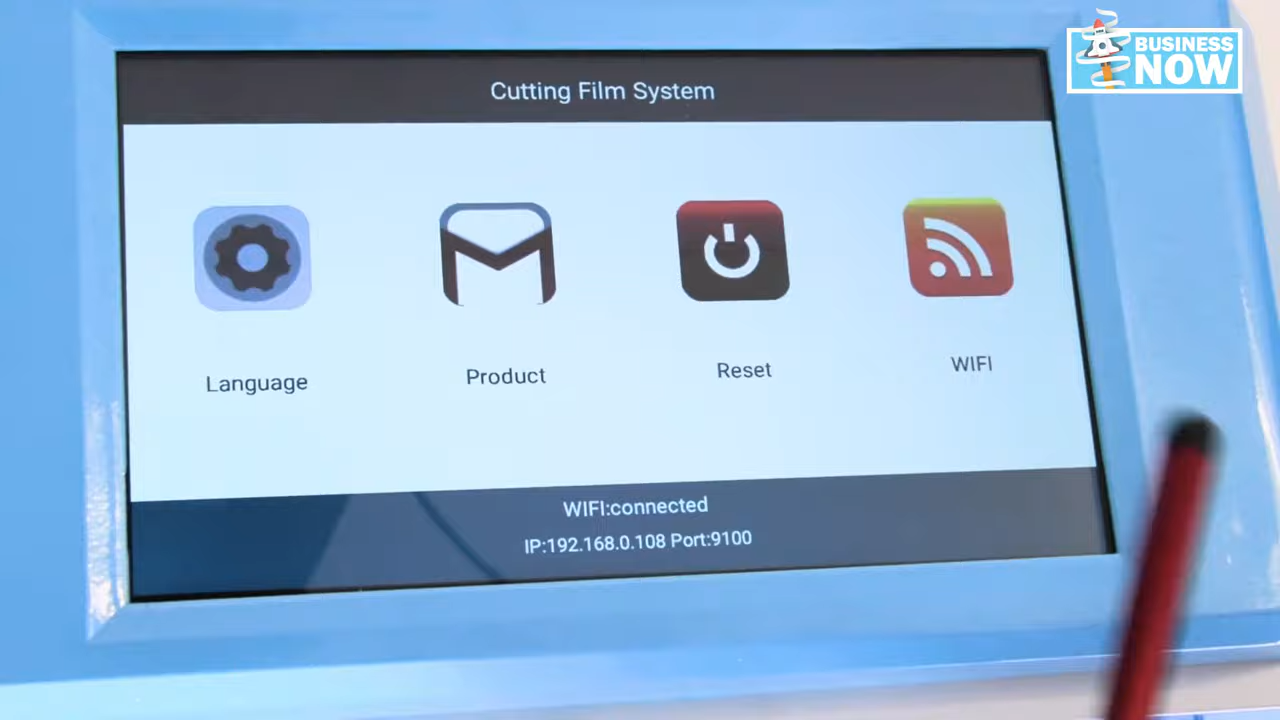 BUSINESS
NOW
Cutting Film System
Language
Product
Reset
WIFI
WIFI:connected
IP:192.168.0.108 Port:9100